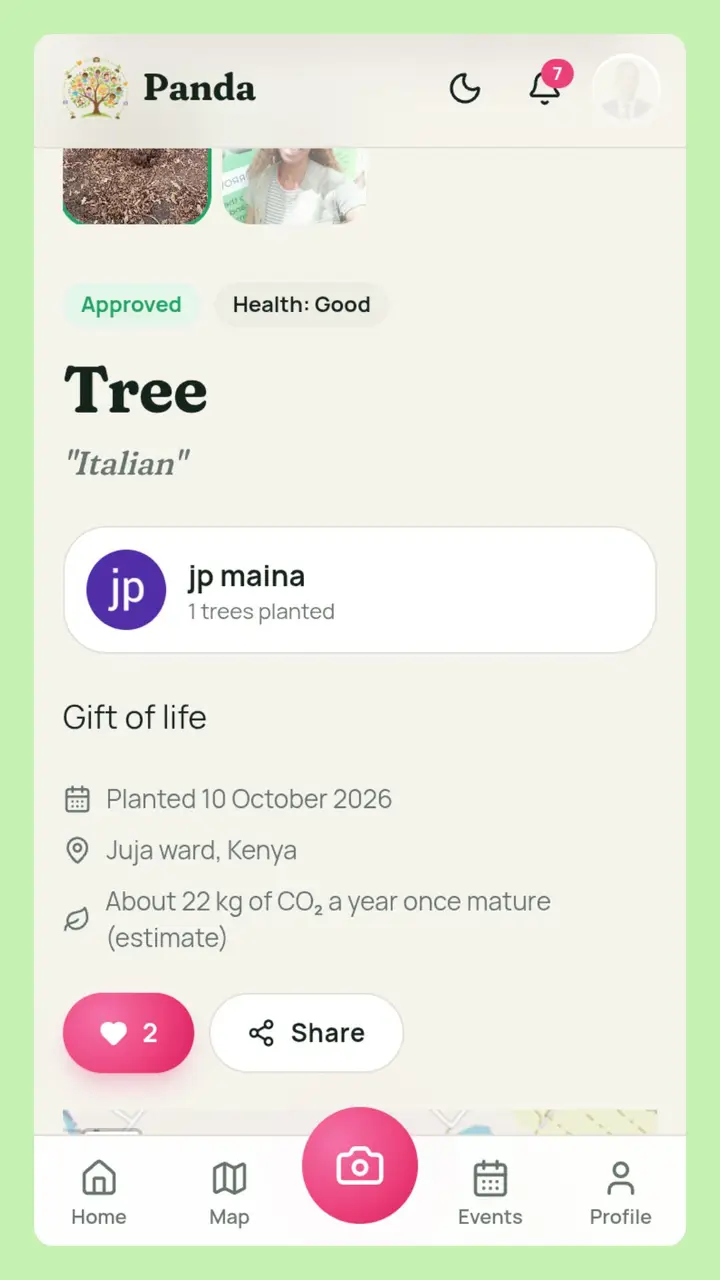 Panda
7
Approved
Health: Good
Tree
"Italian"
jp
jp maina
1 trees planted
Gift of life
Planted 10 October 2026
Juja ward, Kenya
About 22 kg of CO₂ a year once mature
(estimate)
2
Share
Home
Map
Events
Profile